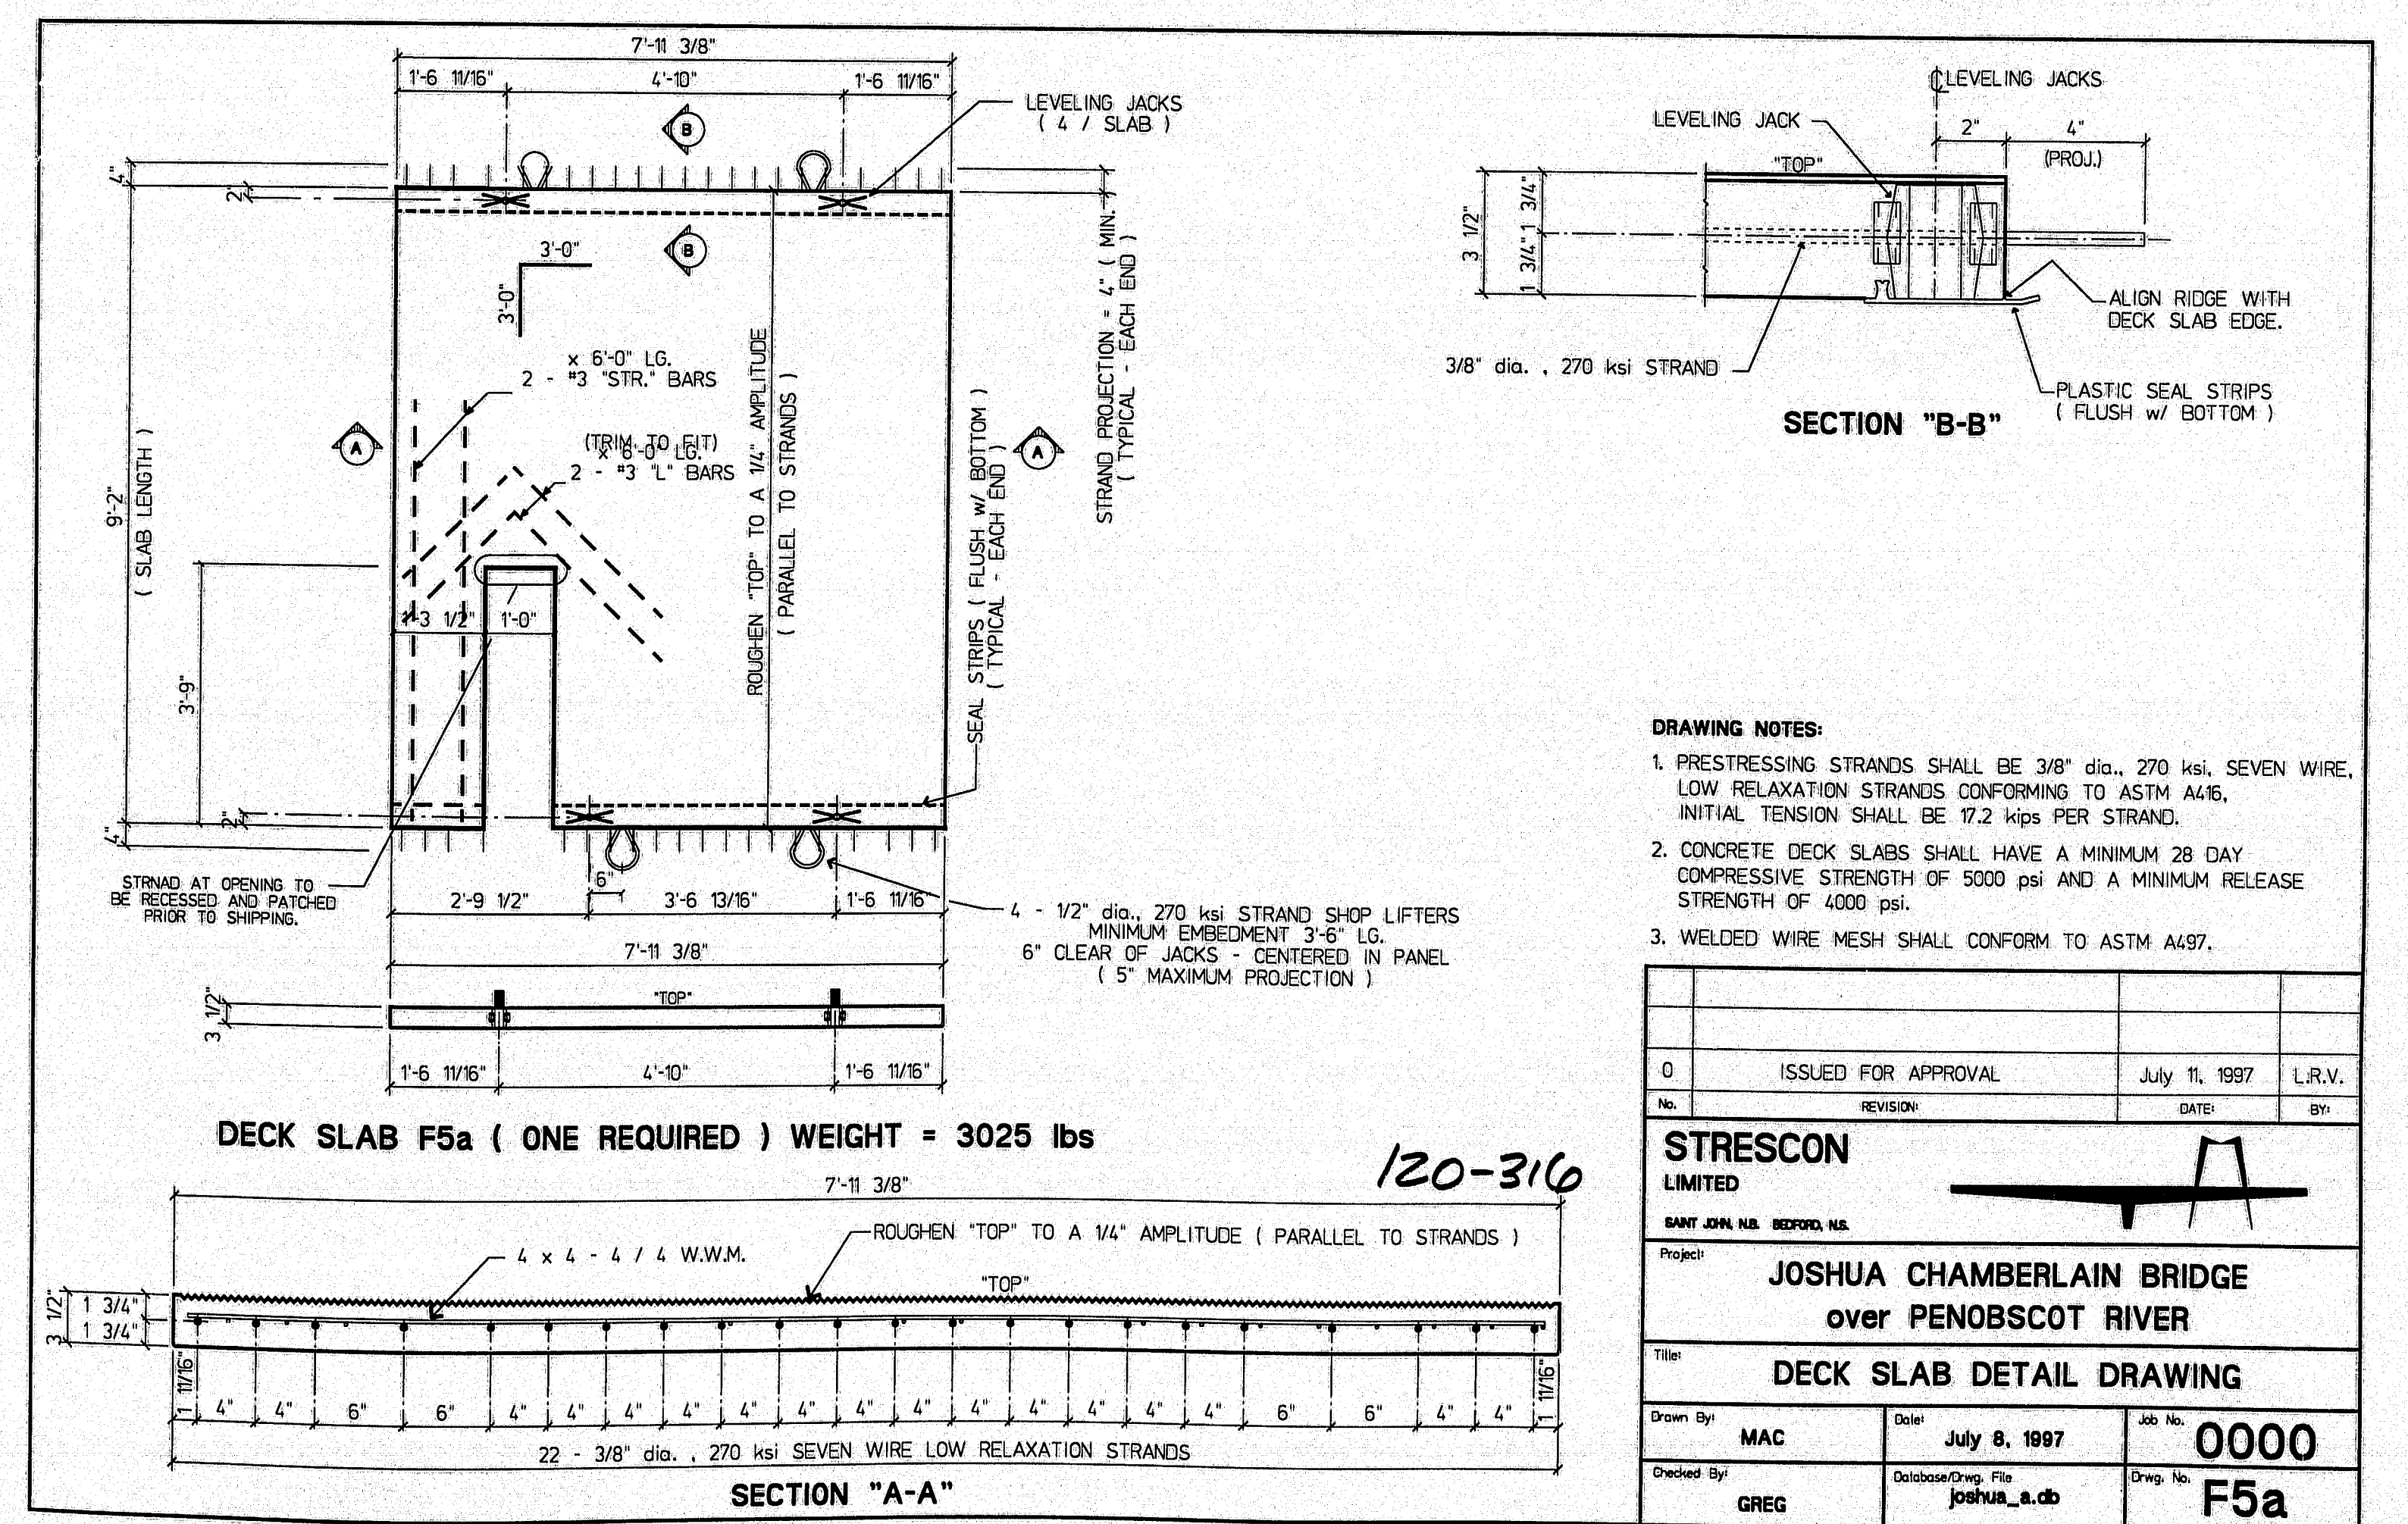 7'-11 3/8"
1'-6 11/16" 4'-10" 1'-6 11/16"
LEVELING JACKS
( 4 / SLAB )
B
4"
2"
B
3'-0"
3'-0"
x 6'-0" LG.
2 - #3 "STR." BARS
(TRIM TO FIT)
x 6'-0" LG.
2 - #3 "L" BARS
A
A
9'-2"
( SLAB LENGTH )
3'-9"
1'-3 1/2" 1'-0"
ROUGHEN "TOP" TO A 1/4" AMPLITUDE
( PARALLEL TO STRANDS )
SEAL STRIPS ( FLUSH w/ BOTTOM )
( TYPICAL - EACH END )
STRAND PROJECTION = 4" ( MIN. )
( TYPICAL - EACH END )
2"
4"
STRNAD AT OPENING TO
BE RECESSED AND PATCHED
PRIOR TO SHIPPING.
6"
2'-9 1/2" 3'-6 13/16" 1'-6 11/16"
7'-11 3/8"
4 - 1/2" dia., 270 ksi STRAND SHOP LIFTERS
MINIMUM EMBEDMENT 3'-6" LG.
6" CLEAR OF JACKS - CENTERED IN PANEL
( 5" MAXIMUM PROJECTION )
3 1/2"
"TOP"
1'-6 11/16" 4'-10" 1'-6 11/16"
DECK SLAB F5a ( ONE REQUIRED ) WEIGHT = 3025 lbs
120-316
7'-11 3/8"
ROUGHEN "TOP" TO A 1/4" AMPLITUDE ( PARALLEL TO STRANDS )
4 x 4 - 4 / 4 W.W.M.
"TOP"
3 1/2"
1 3/4"
1 3/4"
1 11/16" 4" 4" 6" 6" 4" 4" 4" 4" 4" 4" 4" 4" 4" 4" 4" 4" 4" 6" 6" 4" 4" 1 11/16"
22 - 3/8" dia. , 270 ksi SEVEN WIRE LOW RELAXATION STRANDS
SECTION "A-A"
℄ LEVELING JACKS
LEVELING JACK
2" 4"
(PROJ.)
"TOP"
3 1/2"
1 3/4"
1 3/4"
ALIGN RIDGE WITH
DECK SLAB EDGE.
3/8" dia. , 270 ksi STRAND
PLASTIC SEAL STRIPS
( FLUSH w/ BOTTOM )
SECTION "B-B"
DRAWING NOTES:
1. PRESTRESSING STRANDS SHALL BE 3/8" dia., 270 ksi, SEVEN WIRE,
LOW RELAXATION STRANDS CONFORMING TO ASTM A416,
INITIAL TENSION SHALL BE 17.2 kips PER STRAND.
2. CONCRETE DECK SLABS SHALL HAVE A MINIMUM 28 DAY
COMPRESSIVE STRENGTH OF 5000 psi AND A MINIMUM RELEASE
STRENGTH OF 4000 psi.
3. WELDED WIRE MESH SHALL CONFORM TO ASTM A497.
0 ISSUED FOR APPROVAL July 11, 1997 L.R.V.
No. REVISION: DATE: BY:
STRESCON
LIMITED
SAINT JOHN, N.B. BEDFORD, N.S.
Project:
JOSHUA CHAMBERLAIN BRIDGE
over PENOBSCOT RIVER
Title:
DECK SLAB DETAIL DRAWING
Drawn By: Date: Job No.
MAC July 8, 1997 0000
Checked By: Database/Drwg. File Drwg. No.
GREG joshua_a.db F5a